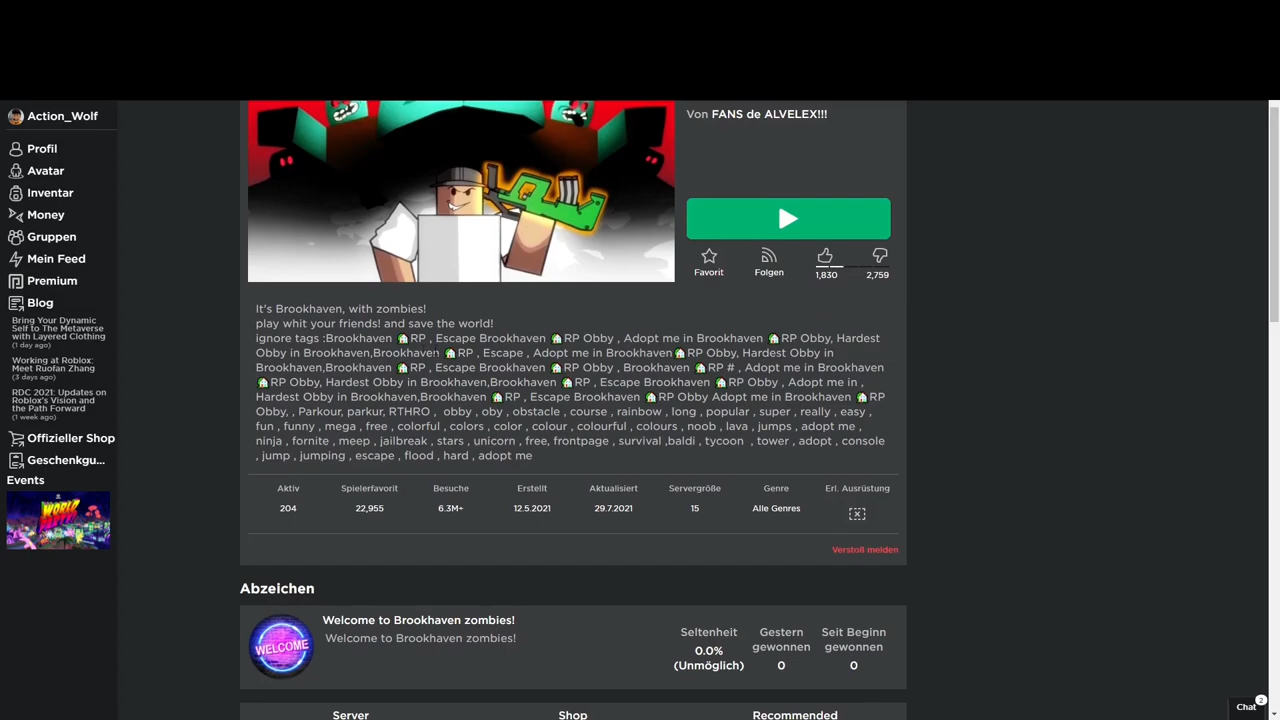 Action_Wolf
Profil
Avatar
Inventar
Money
Gruppen
Mein Feed
Premium
Blog
Bring Your Dynamic
Self to The Metaverse
with Layered Clothing
(1 day ago)
Working at Roblox:
Meet Ruofan Zhang
(3 days ago)
RDC 2021: Updates on
Roblox's Vision and
the Path Forward
(1 week ago)
Offizieller Shop
Geschenkgu...
Events
WORLD PARTY
Von FANS de ALVELEX!!!
Favorit
Folgen
1,830
2,759
It's Brookhaven, with zombies!
play whit your friends! and save the world!
ignore tags :Brookhaven 🏡RP , Escape Brookhaven 🏡RP Obby , Adopt me in Brookhaven 🏡RP Obby, Hardest
Obby in Brookhaven,Brookhaven 🏡RP , Escape , Adopt me in Brookhaven🏡RP Obby, Hardest Obby in
Brookhaven,Brookhaven 🏡RP , Escape Brookhaven 🏡RP Obby , Brookhaven 🏡RP # , Adopt me in Brookhaven
🏡RP Obby, Hardest Obby in Brookhaven,Brookhaven 🏡RP , Escape Brookhaven 🏡RP Obby , Adopt me in ,
Hardest Obby in Brookhaven,Brookhaven 🏡RP , Escape Brookhaven 🏡RP Obby Adopt me in Brookhaven 🏡RP
Obby, , Parkour, parkur, RTHRO , obby , oby , obstacle , course , rainbow , long , popular , super , really , easy ,
fun , funny , mega , free , colorful , colors , color , colour , colourful , colours , noob , lava , jumps , adopt me ,
ninja , fornite , meep , jailbreak , stars , unicorn , free, frontpage , survival ,baldi , tycoon , tower , adopt , console
, jump , jumping , escape , flood , hard , adopt me
Aktiv
204
Spielerfavorit
22,955
Besuche
6.3M+
Erstellt
12.5.2021
Aktualisiert
29.7.2021
Servergröße
15
Genre
Alle Genres
Erl. Ausrüstung
Verstoß melden
Abzeichen
WELCOME
Welcome to Brookhaven zombies!
Welcome to Brookhaven zombies!
Seltenheit
0.0%
(Unmöglich)
Gestern
gewonnen
0
Seit Beginn
gewonnen
0
Server
Shop
Recommended
Chat
2